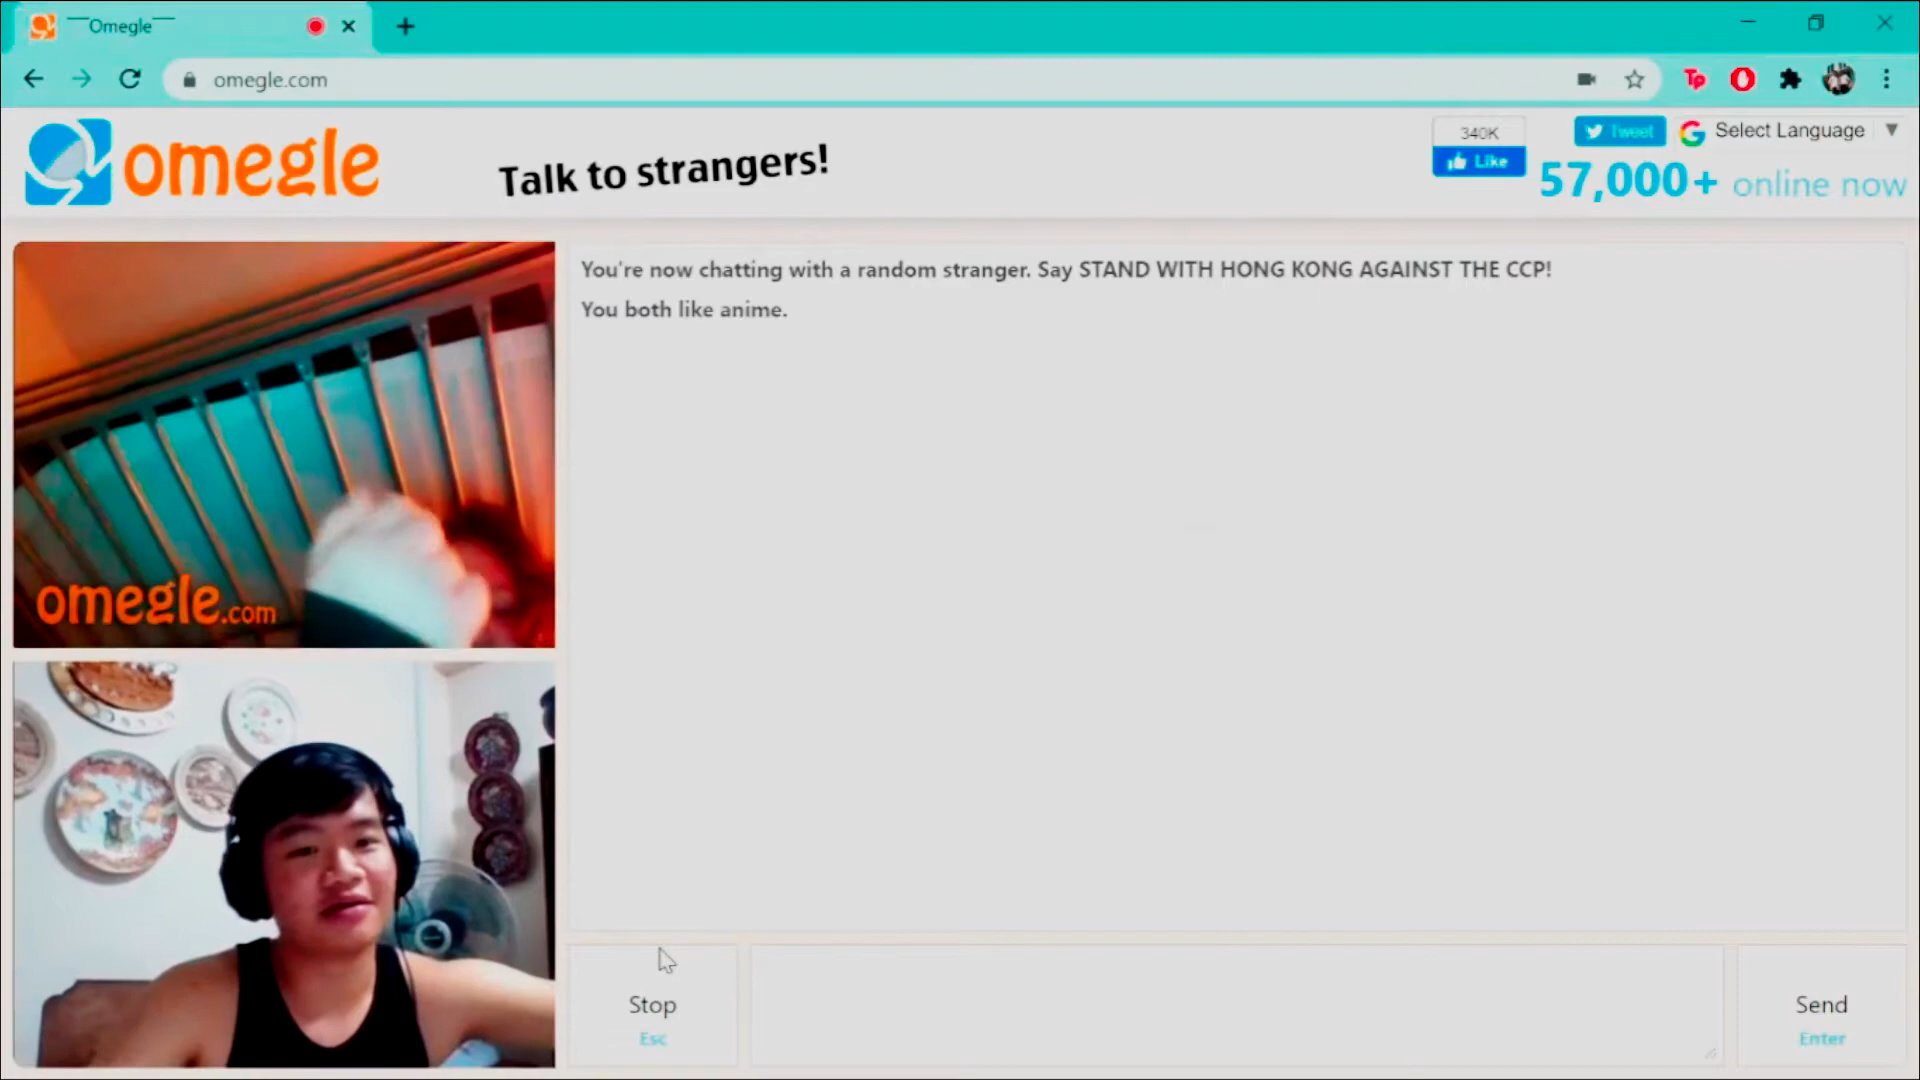 Omegle
omegle.com
omegle
Talk to strangers!
340K
Like
Tweet
Select Language
57,000+ online now
You're now chatting with a random stranger. Say STAND WITH HONG KONG AGAINST THE CCP!
You both like anime.
omegle.com
Stop
Esc
Send
Enter